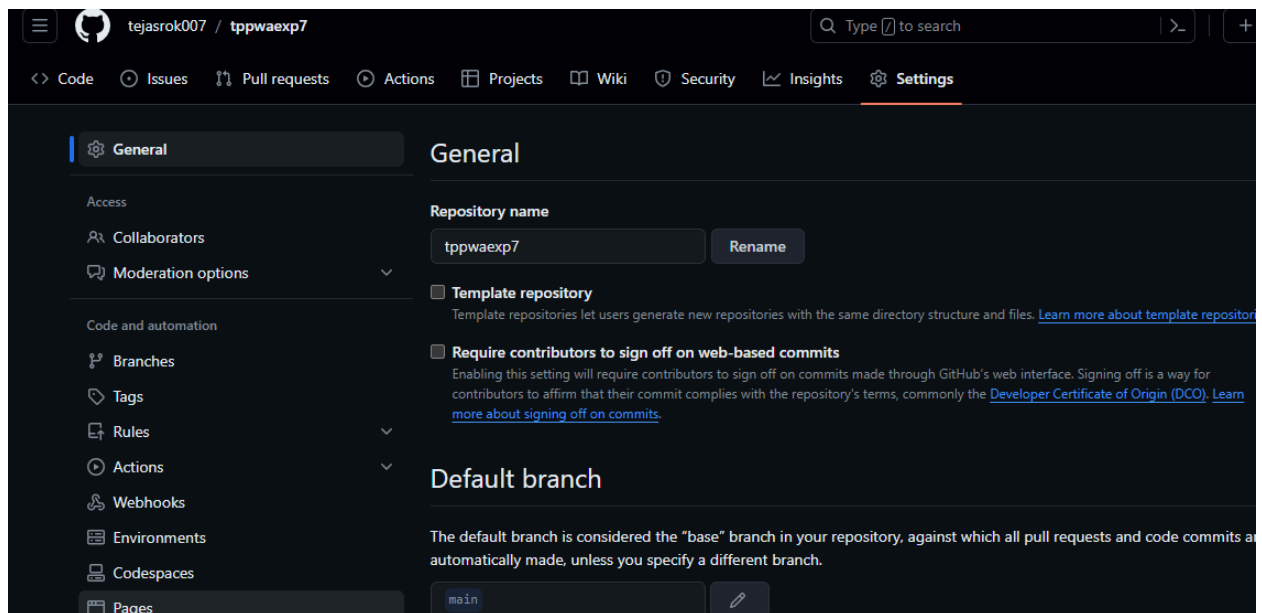 tejasrok007 / tppwaexp7
Type / to search
Code Issues Pull requests Actions Projects Wiki Security Insights Settings
General
Access
Collaborators
Moderation options
Code and automation
Branches
Tags
Rules
Actions
Webhooks
Environments
Codespaces
Pages
General
Repository name
tppwaexp7 Rename
Template repository
Template repositories let users generate new repositories with the same directory structure and files. Learn more about template
Require contributors to sign off on web-based commits
Enabling this setting will require contributors to sign off on commits made through GitHub's web interface. Signing off is a way for
contributors to affirm that their commit complies with the repository's terms, commonly the Developer Certificate of Origin (DCO). Learn
more about signing off on commits.
Default branch
The default branch is considered the "base" branch in your repository, against which all pull requests and code commits
automatically made, unless you specify a different branch.
main